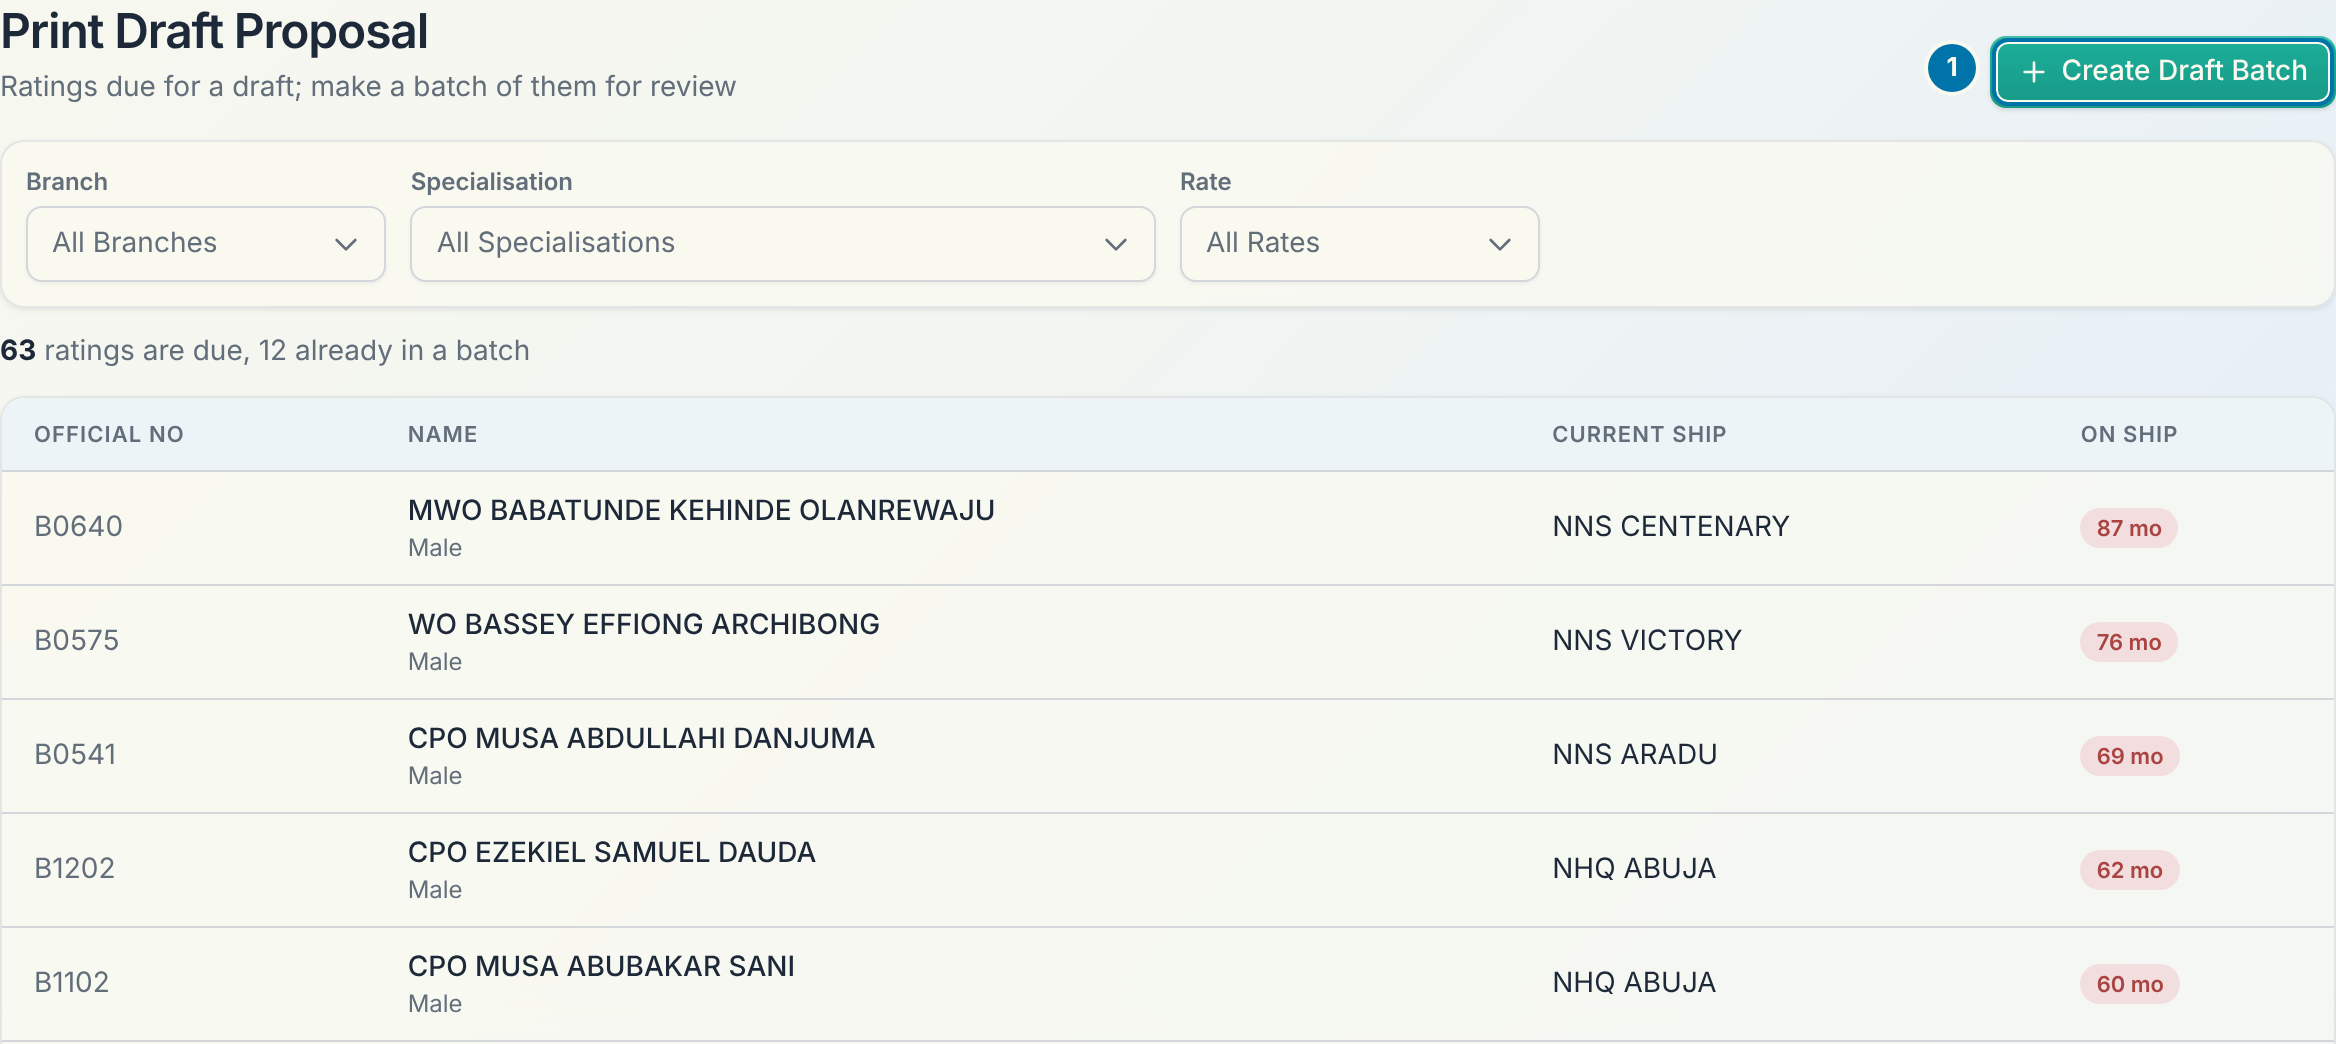 Print Draft Proposal
Ratings due for a draft; make a batch of them for review
1
+ Create Draft Batch
Branch
Specialisation
Rate
All Branches
All Specialisations
All Rates
63 ratings are due, 12 already in a batch
OFFICIAL NO NAME CURRENT SHIP ON SHIP
B0640 MWO BABATUNDE KEHINDE OLANREWAJU NNS CENTENARY 87 mo
Male
B0575 WO BASSEY EFFIONG ARCHIBONG NNS VICTORY 76 mo
Male
B0541 CPO MUSA ABDULLAHI DANJUMA NNS ARADU 69 mo
Male
B1202 CPO EZEKIEL SAMUEL DAUDA NHQ ABUJA 62 mo
Male
B1102 CPO MUSA ABUBAKAR SANI NHQ ABUJA 60 mo
Male